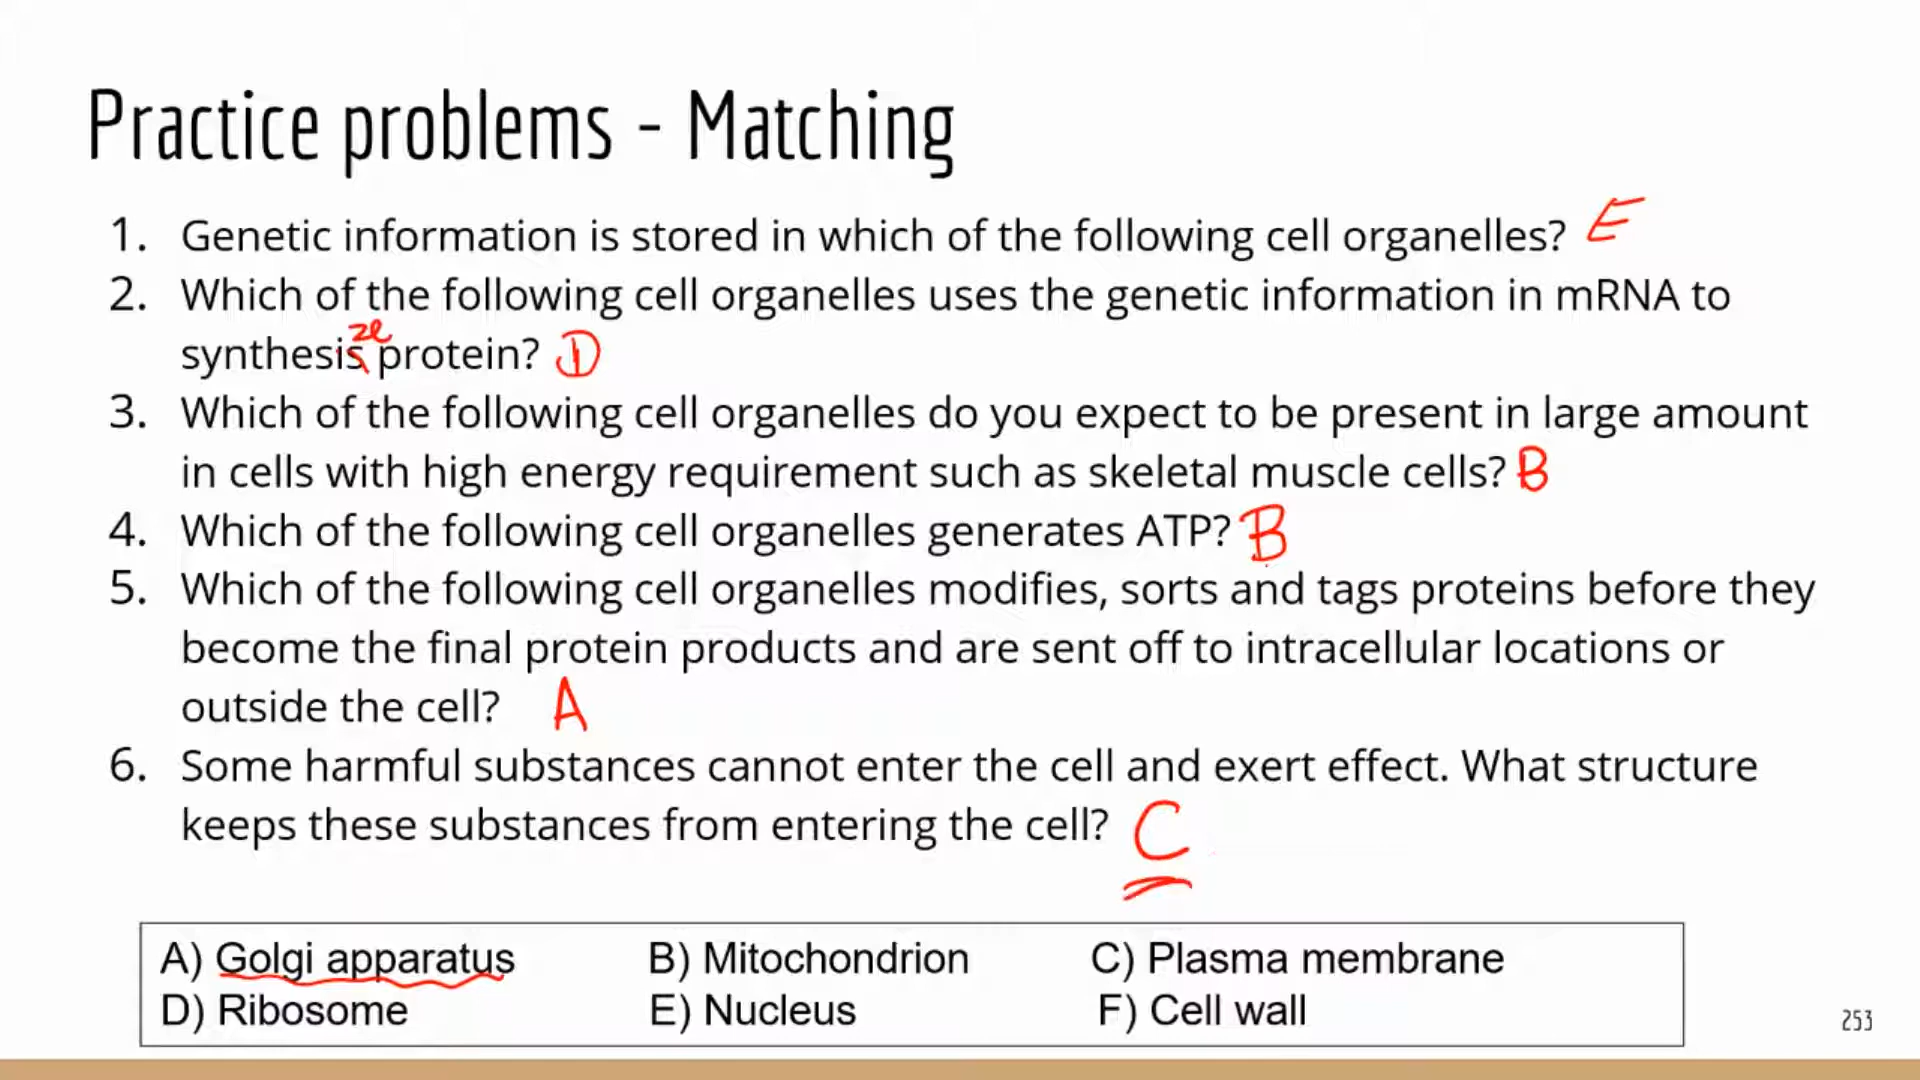 Practice problems - Matching
1. Genetic information is stored in which of the following cell organelles? E
2. Which of the following cell organelles uses the genetic information in mRNA to
ze
synthesis protein? D
3. Which of the following cell organelles do you expect to be present in large amount
in cells with high energy requirement such as skeletal muscle cells? B
4. Which of the following cell organelles generates ATP? B
5. Which of the following cell organelles modifies, sorts and tags proteins before they
become the final protein products and are sent off to intracellular locations or
outside the cell? A
6. Some harmful substances cannot enter the cell and exert effect. What structure
keeps these substances from entering the cell? C
A) Golgi apparatus B) Mitochondrion C) Plasma membrane
D) Ribosome E) Nucleus F) Cell wall
253